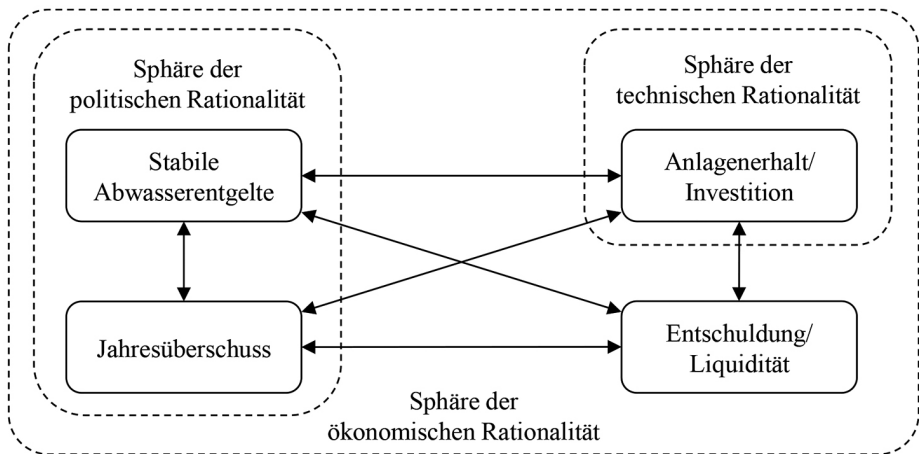 Sphäre der
politischen Rationalität
Sphäre der
technischen Rationalität
Stabile
Abwasserentgelte
Anlagenerhalt/
Investition
Jahresüberschuss
Entschuldung/
Liquidität
Sphäre der
ökonomischen Rationalität